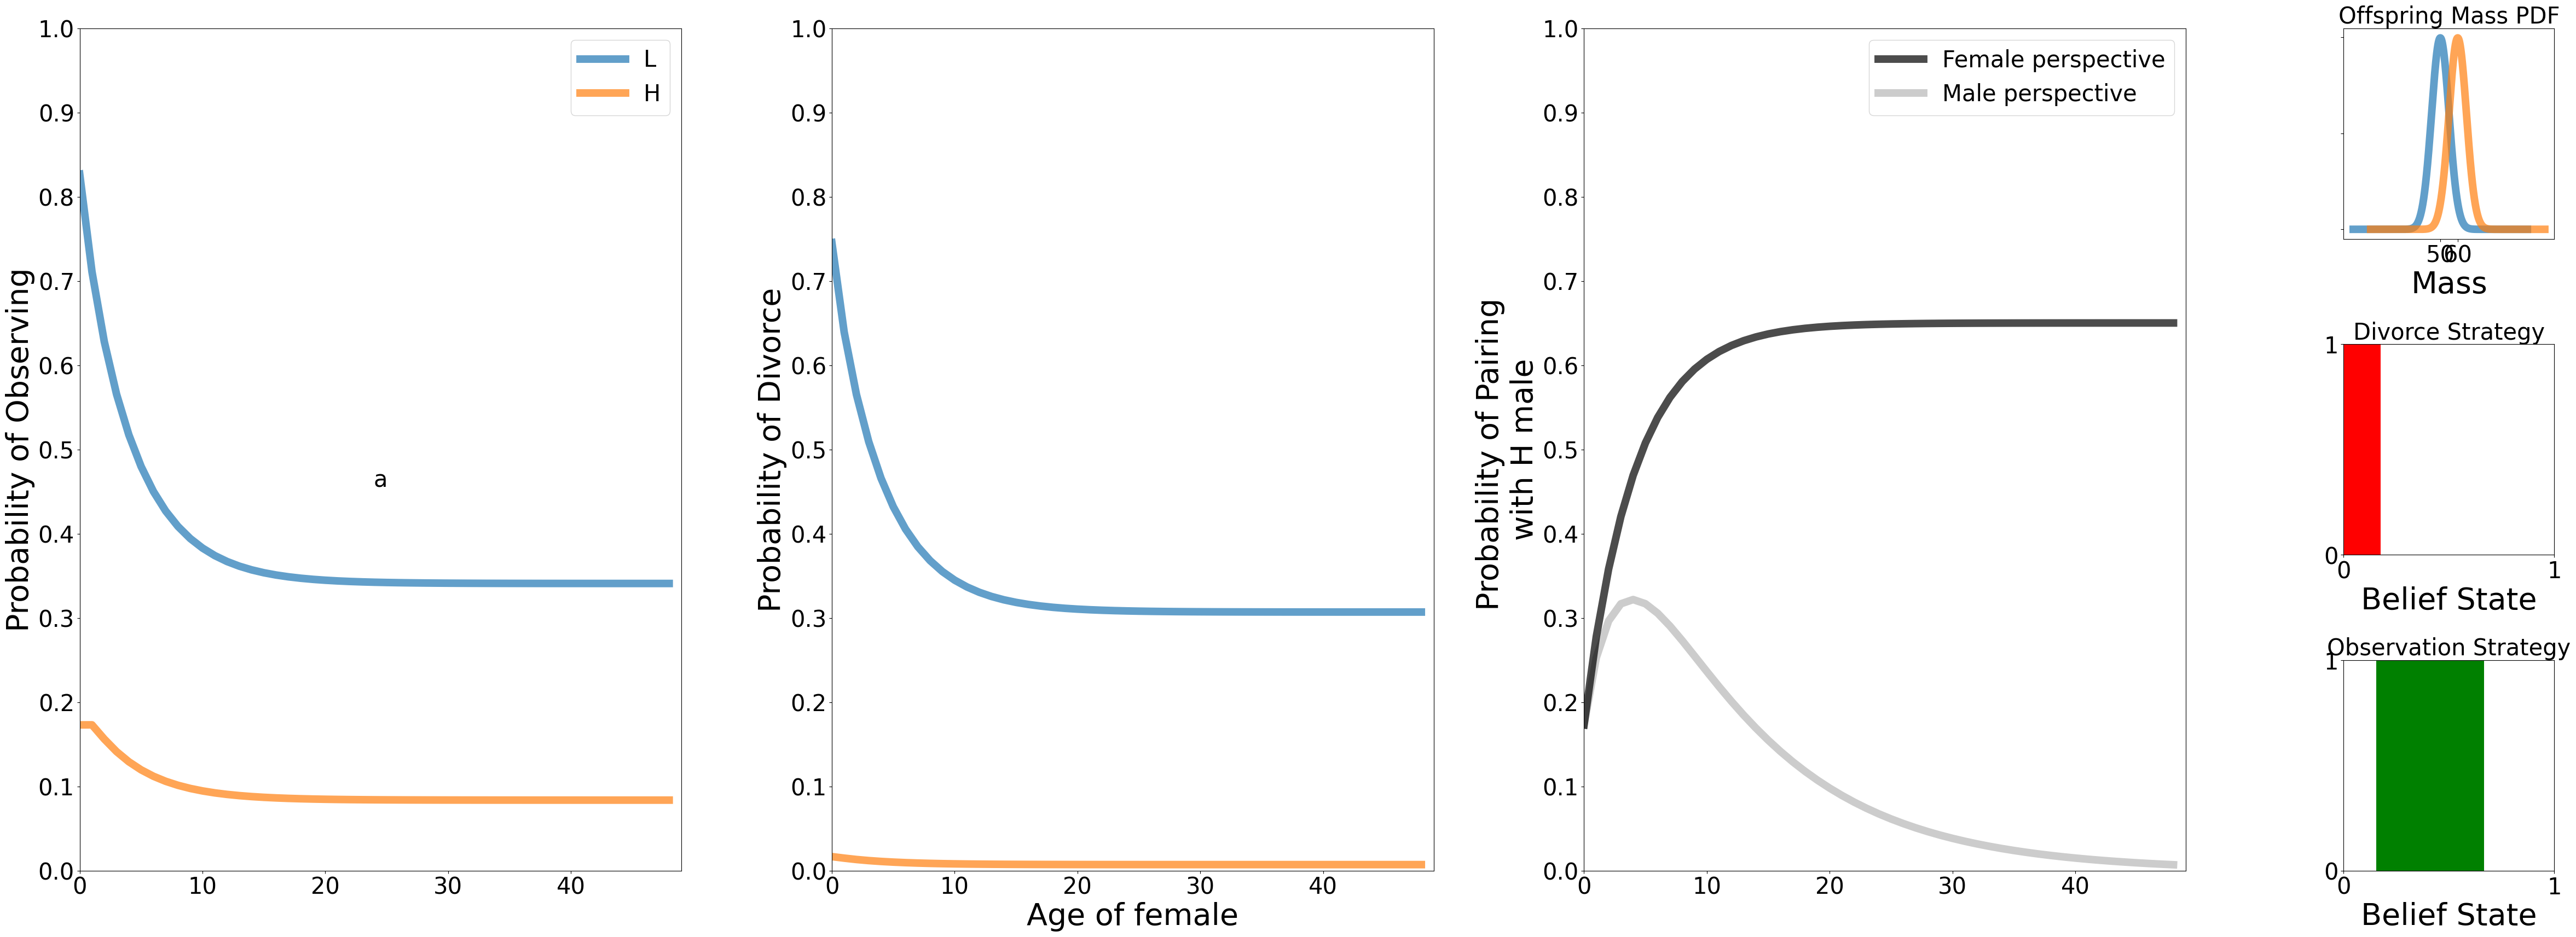 Probability of Observing
1.0
0.9
0.8
0.7
0.6
0.5
0.4
0.3
0.2
0.1
0.0
0 10 20 30 40
L
H
a
Probability of Divorce
1.0
0.9
0.8
0.7
0.6
0.5
0.4
0.3
0.2
0.1
0.0
0 10 20 30 40
Age of female
Probability of Pairing
with H male
1.0
0.9
0.8
0.7
0.6
0.5
0.4
0.3
0.2
0.1
0.0
0 10 20 30 40
Female perspective
Male perspective
Offspring Mass PDF
50 60
Mass
Divorce Strategy
1
0
0 1
Belief State
Observation Strategy
1
0
0 1
Belief State